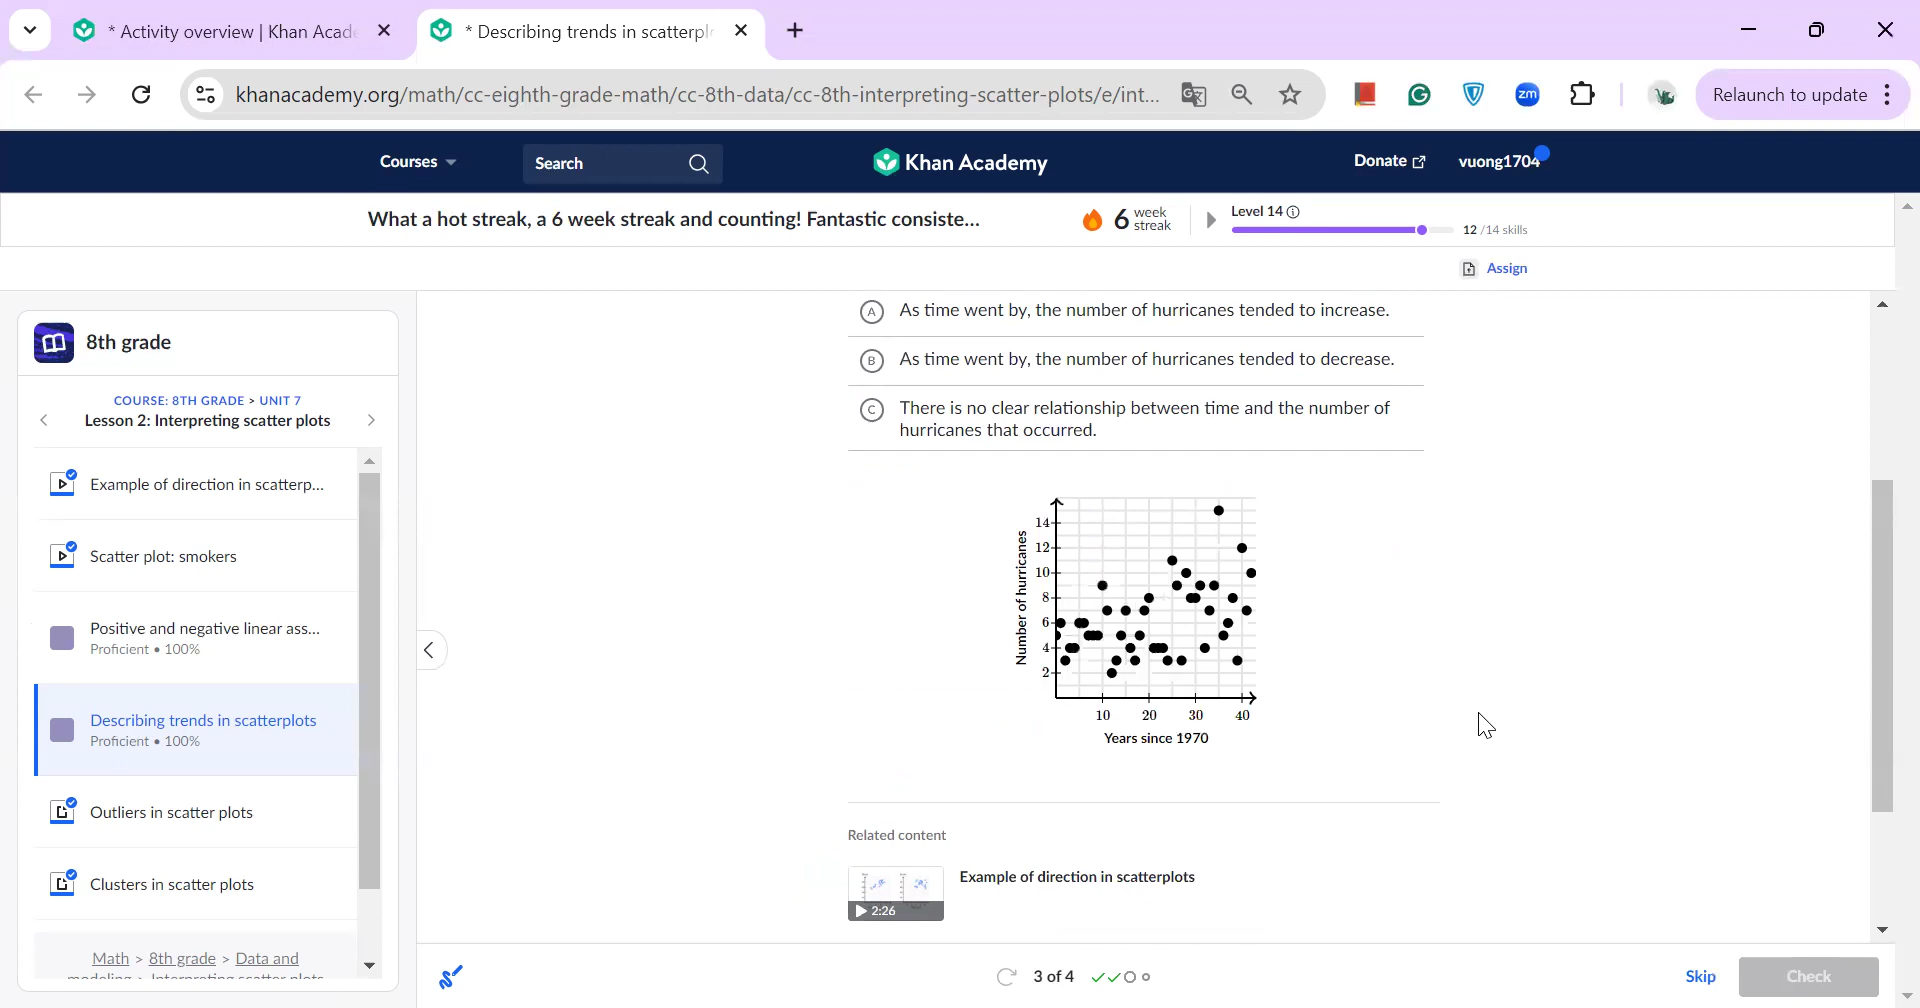 * Activity overview | Khan Acade
* Describing trends in scatterpl
khanacademy.org/math/cc-eighth-grade-math/cc-8th-data/cc-8th-interpreting-scatter-plots/e/int...
zm
Relaunch to update
Courses
Search
Khan Academy
Donate
vuong1704
What a hot streak, a 6 week streak and counting! Fantastic consiste...
6 week streak
Level 14
12 /14 skills
Assign
8th grade
COURSE: 8TH GRADE > UNIT 7
Lesson 2: Interpreting scatter plots
Example of direction in scatterp...
Scatter plot: smokers
Positive and negative linear ass...
Proficient • 100%
Describing trends in scatterplots
Proficient • 100%
Outliers in scatter plots
Clusters in scatter plots
Math > 8th grade > Data and
modeling > Interpreting scatter plots
A As time went by, the number of hurricanes tended to increase.
B As time went by, the number of hurricanes tended to decrease.
C There is no clear relationship between time and the number of
hurricanes that occurred.
Number of hurricanes
14
12
10
8
6
4
2
10 20 30 40
Years since 1970
Related content
2:26
Example of direction in scatterplots
3 of 4
Skip
Check